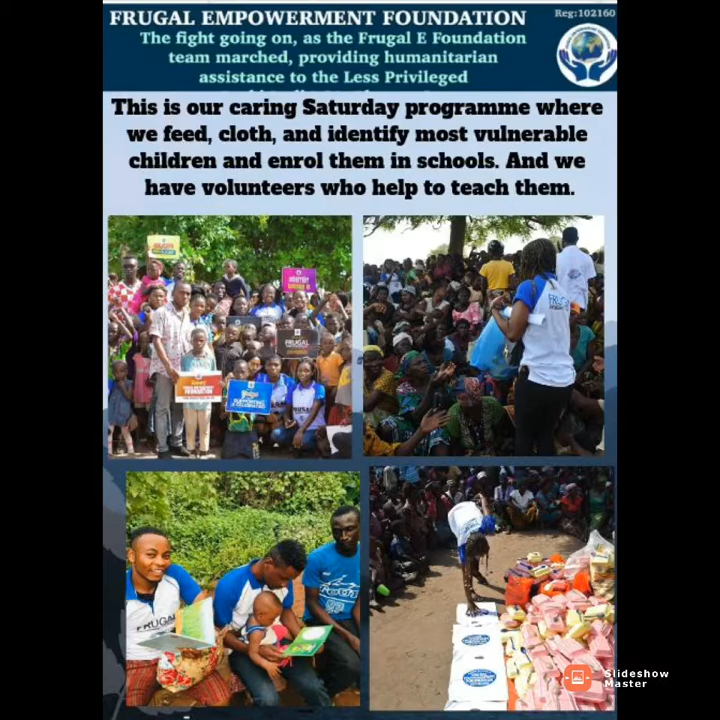 FRUGAL EMPOWERMENT FOUNDATION
Reg:102160
The fight going on, as the Frugal E Foundation
team marched, providing humanitarian
assistance to the Less Privileged
This is our caring Saturday programme where
we feed, cloth, and identify most vulnerable
children and enrol them in schools. And we
have volunteers who help to teach them.
FRUGAL
FRUGAL
Slideshow
Master